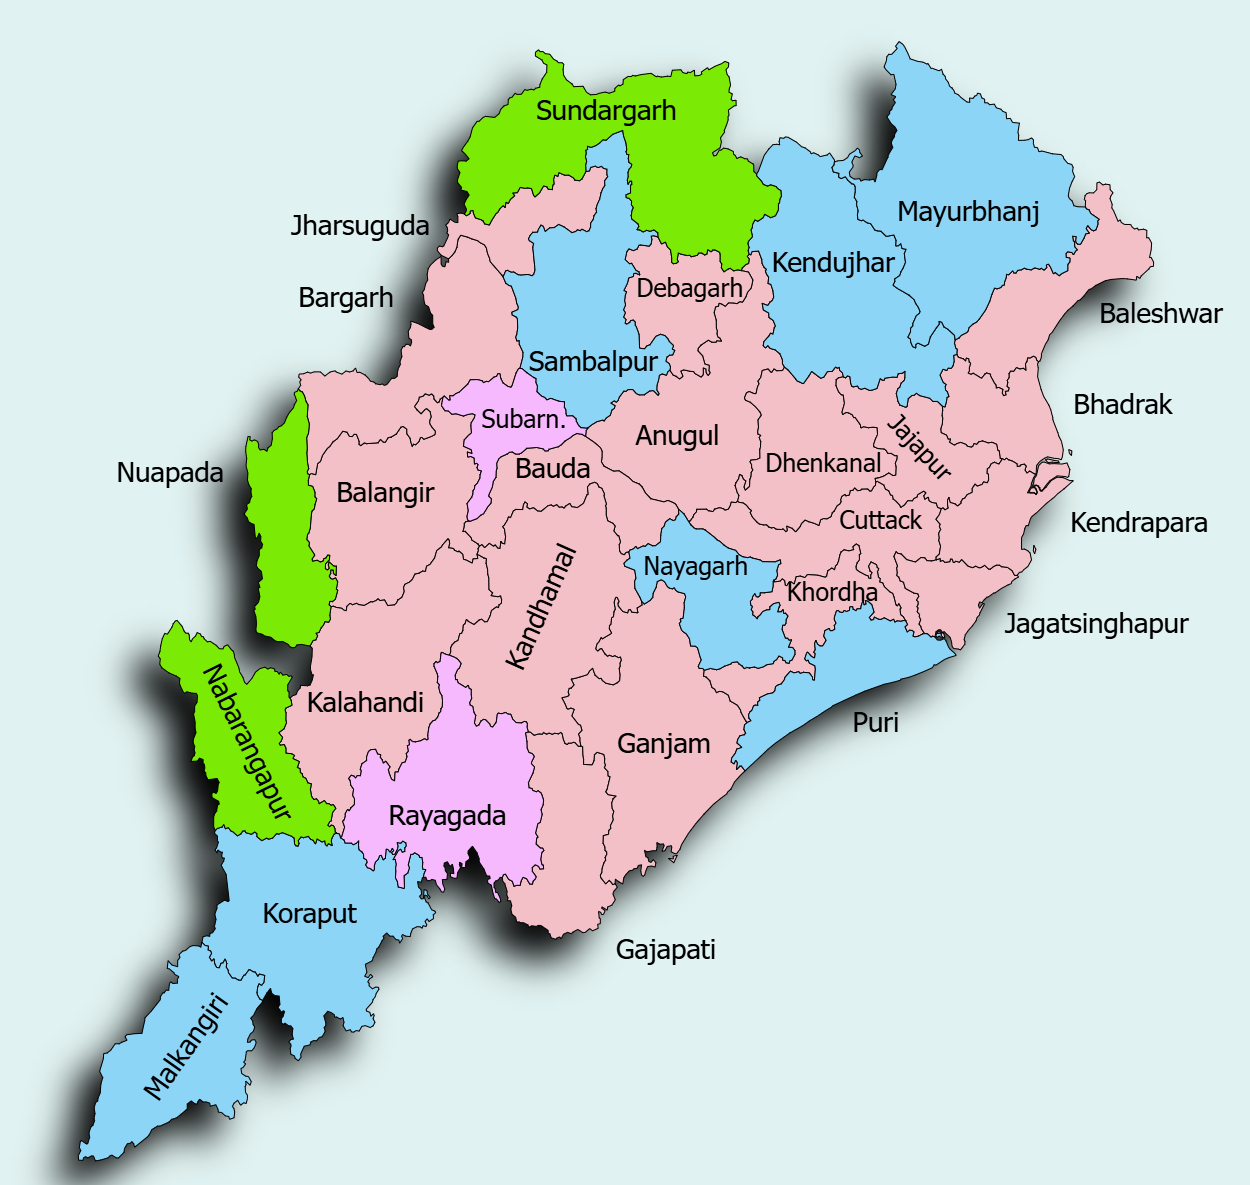 Sundargarh
Jharsuguda
Mayurbhanj
Kendujhar
Debagarh
Bargarh
Baleshwar
Sambalpur
Bhadrak
Subarn.
Anugul
Jajapur
Nuapada
Bauda
Dhenkanal
Balangir
Cuttack
Kendrapara
Nayagarh
Khordha
Kandhamal
Jagatsinghapur
Kalahandi
Nabarangapur
Puri
Ganjam
Rayagada
Koraput
Gajapati
Malkangiri